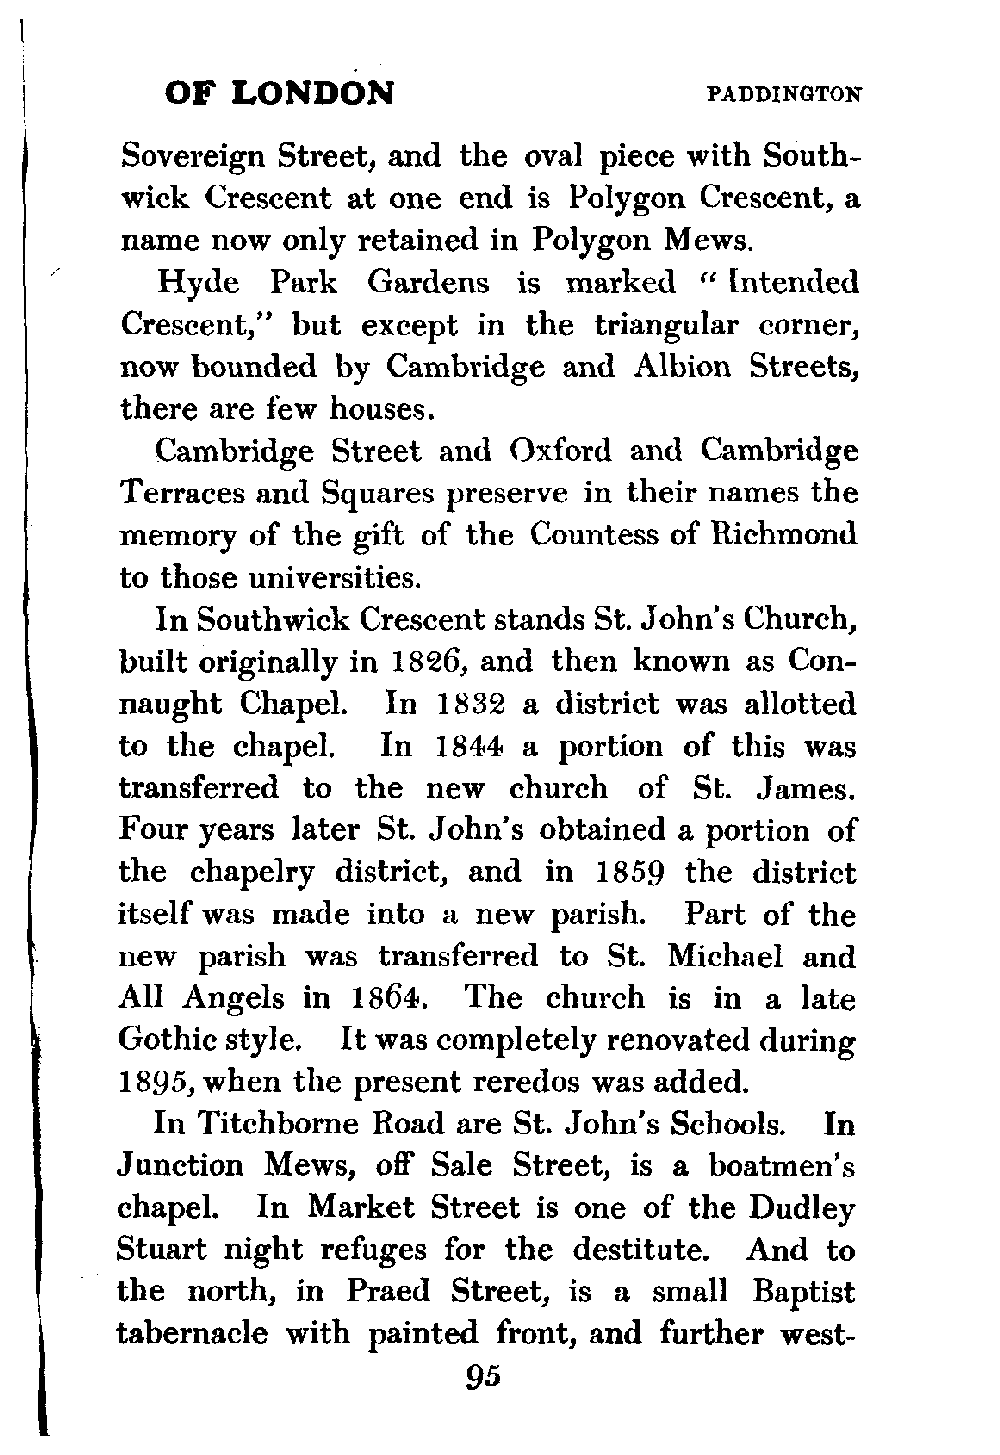 OF LONDON PADDINGTON
Sovereign Street, and the oval piece with South-
wick Crescent at one end is Polygon Crescent, a
name now only retained in Polygon Mews.
Hyde Park Gardens is marked “ Intended
Crescent,” but except in the triangular corner,
now bounded by Cambridge and Albion Streets,
there are few houses.
Cambridge Street and Oxford and Cambridge
Terraces and Squares preserve in their names the
memory of the gift of the Countess of Richmond
to those universities.
In Southwick Crescent stands St. John's Church,
built originally in 1826, and then known as Con-
naught Chapel. In 1832 a district was allotted
to the chapel. In 1844 a portion of this was
transferred to the new church of St. James.
Four years later St. John's obtained a portion of
the chapelry district, and in 1859 the district
itself was made into a new parish. Part of the
new parish was transferred to St. Michael and
All Angels in 1864. The church is in a late
Gothic style. It was completely renovated during
1895, when the present reredos was added.
In Titchborne Road are St. John's Schools. In
Junction Mews, off Sale Street, is a boatmen's
chapel. In Market Street is one of the Dudley
Stuart night refuges for the destitute. And to
the north, in Praed Street, is a small Baptist
tabernacle with painted front, and further west-
95